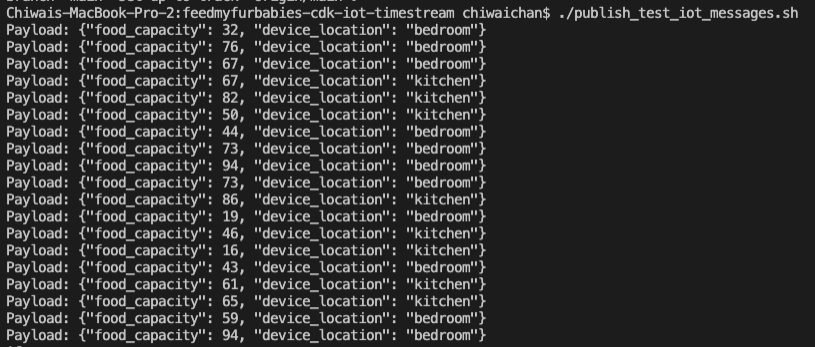 Chiwais-MacBook-Pro-2:feedmyfurbabies-cdk-iot-timestream chiwaichan$ ./publish_test_iot_messages.sh
Payload: {"food_capacity": 32, "device_location": "bedroom"}
Payload: {"food_capacity": 76, "device_location": "bedroom"}
Payload: {"food_capacity": 67, "device_location": "bedroom"}
Payload: {"food_capacity": 67, "device_location": "kitchen"}
Payload: {"food_capacity": 82, "device_location": "kitchen"}
Payload: {"food_capacity": 50, "device_location": "kitchen"}
Payload: {"food_capacity": 44, "device_location": "bedroom"}
Payload: {"food_capacity": 73, "device_location": "bedroom"}
Payload: {"food_capacity": 94, "device_location": "bedroom"}
Payload: {"food_capacity": 73, "device_location": "bedroom"}
Payload: {"food_capacity": 86, "device_location": "kitchen"}
Payload: {"food_capacity": 19, "device_location": "bedroom"}
Payload: {"food_capacity": 46, "device_location": "kitchen"}
Payload: {"food_capacity": 16, "device_location": "kitchen"}
Payload: {"food_capacity": 43, "device_location": "bedroom"}
Payload: {"food_capacity": 61, "device_location": "kitchen"}
Payload: {"food_capacity": 65, "device_location": "kitchen"}
Payload: {"food_capacity": 59, "device_location": "bedroom"}
Payload: {"food_capacity": 94, "device_location": "bedroom"}